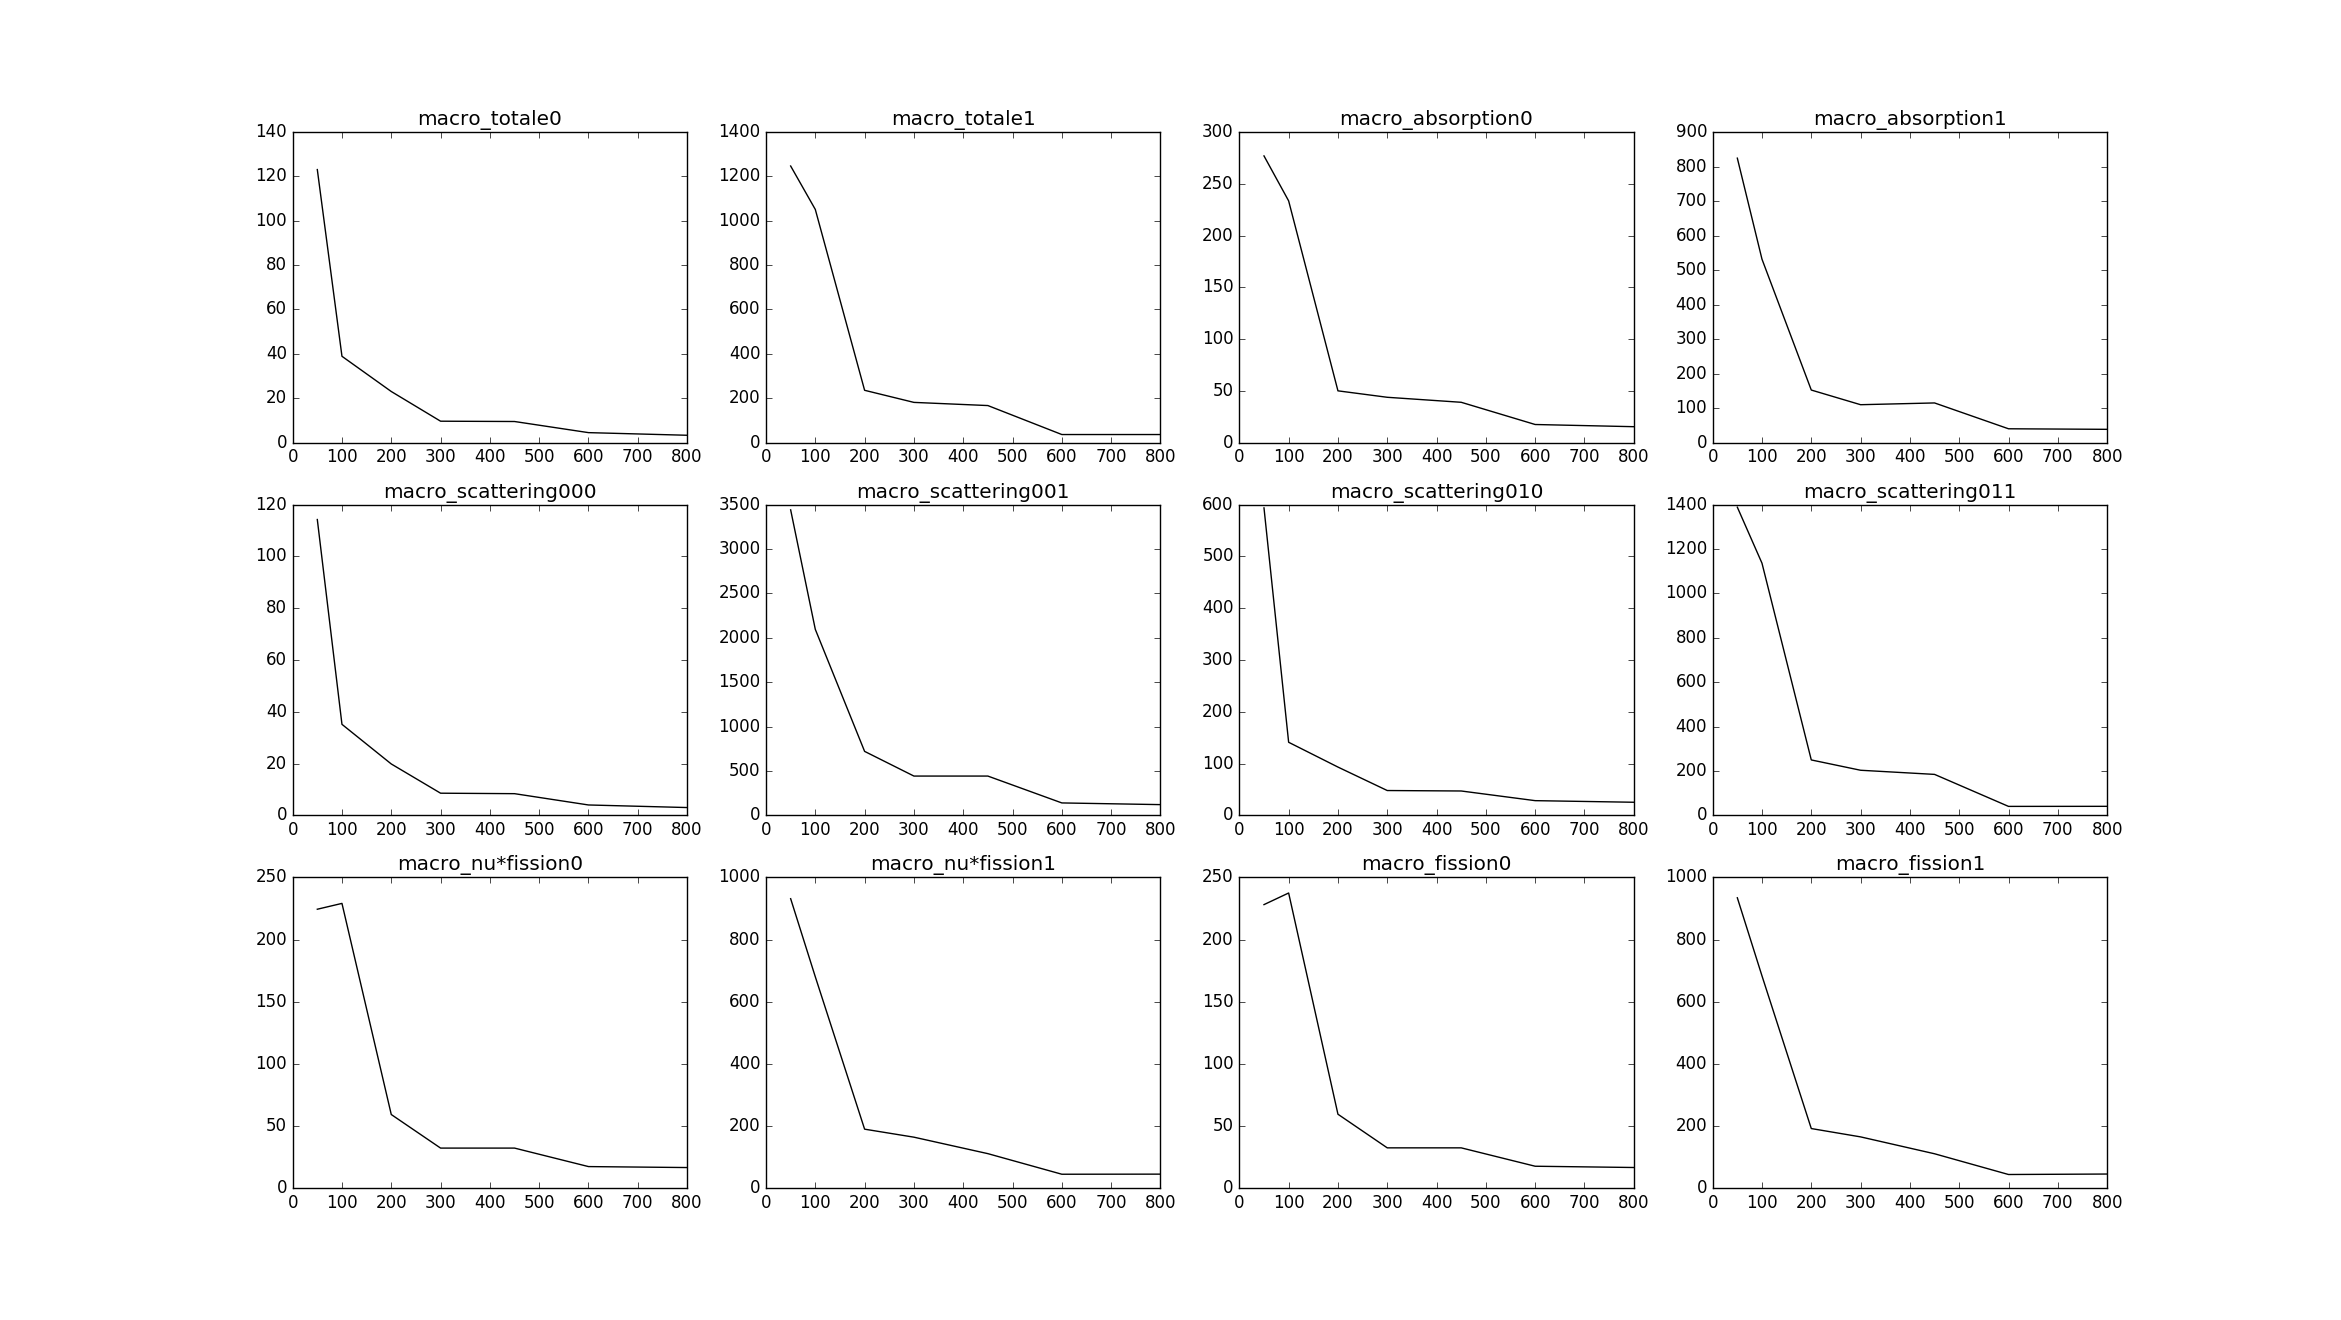 macro_totale0 macro_totale1 macro_absorption0 macro_absorption1
140 1400 300 900
120 1200 250 800
100 1000 200 700
80 800 150 600
60 600 100 500
40 400 50 400
20 200 0 300
0 0 200
100
0
0 100 200 300 400 500 600 700 800 0 100 200 300 400 500 600 700 800 0 100 200 300 400 500 600 700 800 0 100 200 300 400 500 600 700 800
macro_scattering000 macro_scattering001 macro_scattering010 macro_scattering011
120 3500 600 1400
100 3000 500 1200
80 2500 400 1000
60 2000 300 800
40 1500 200 600
20 1000 100 400
0 500 0 200
0 0
0 100 200 300 400 500 600 700 800 0 100 200 300 400 500 600 700 800 0 100 200 300 400 500 600 700 800 0 100 200 300 400 500 600 700 800
macro_nu*fission0 macro_nu*fission1 macro_fission0 macro_fission1
250 1000 250 1000
200 800 200 800
150 600 150 600
100 400 100 400
50 200 50 200
0 0 0 0
0 100 200 300 400 500 600 700 800 0 100 200 300 400 500 600 700 800 0 100 200 300 400 500 600 700 800 0 100 200 300 400 500 600 700 800